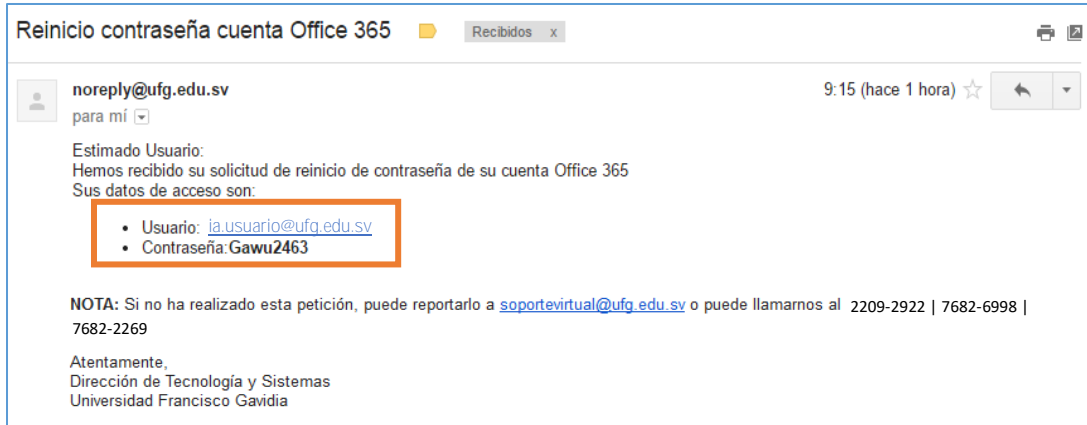 Reinicio contraseña cuenta Office 365 Recibidos x
noreply@ufg.edu.sv 9:15 (hace 1 hora)
para mí
Estimado Usuario:
Hemos recibido su solicitud de reinicio de contraseña de su cuenta Office 365
Sus datos de acceso son:
• Usuario: ia.usuario@ufg.edu.sv
• Contraseña:Gawu2463
NOTA: Si no ha realizado esta petición, puede reportarlo a soportevirtual@ufg.edu.sv o puede llamarnos al 2209-2922 | 7682-6998 |
7682-2269
Atentamente,
Dirección de Tecnología y Sistemas
Universidad Francisco Gavidia